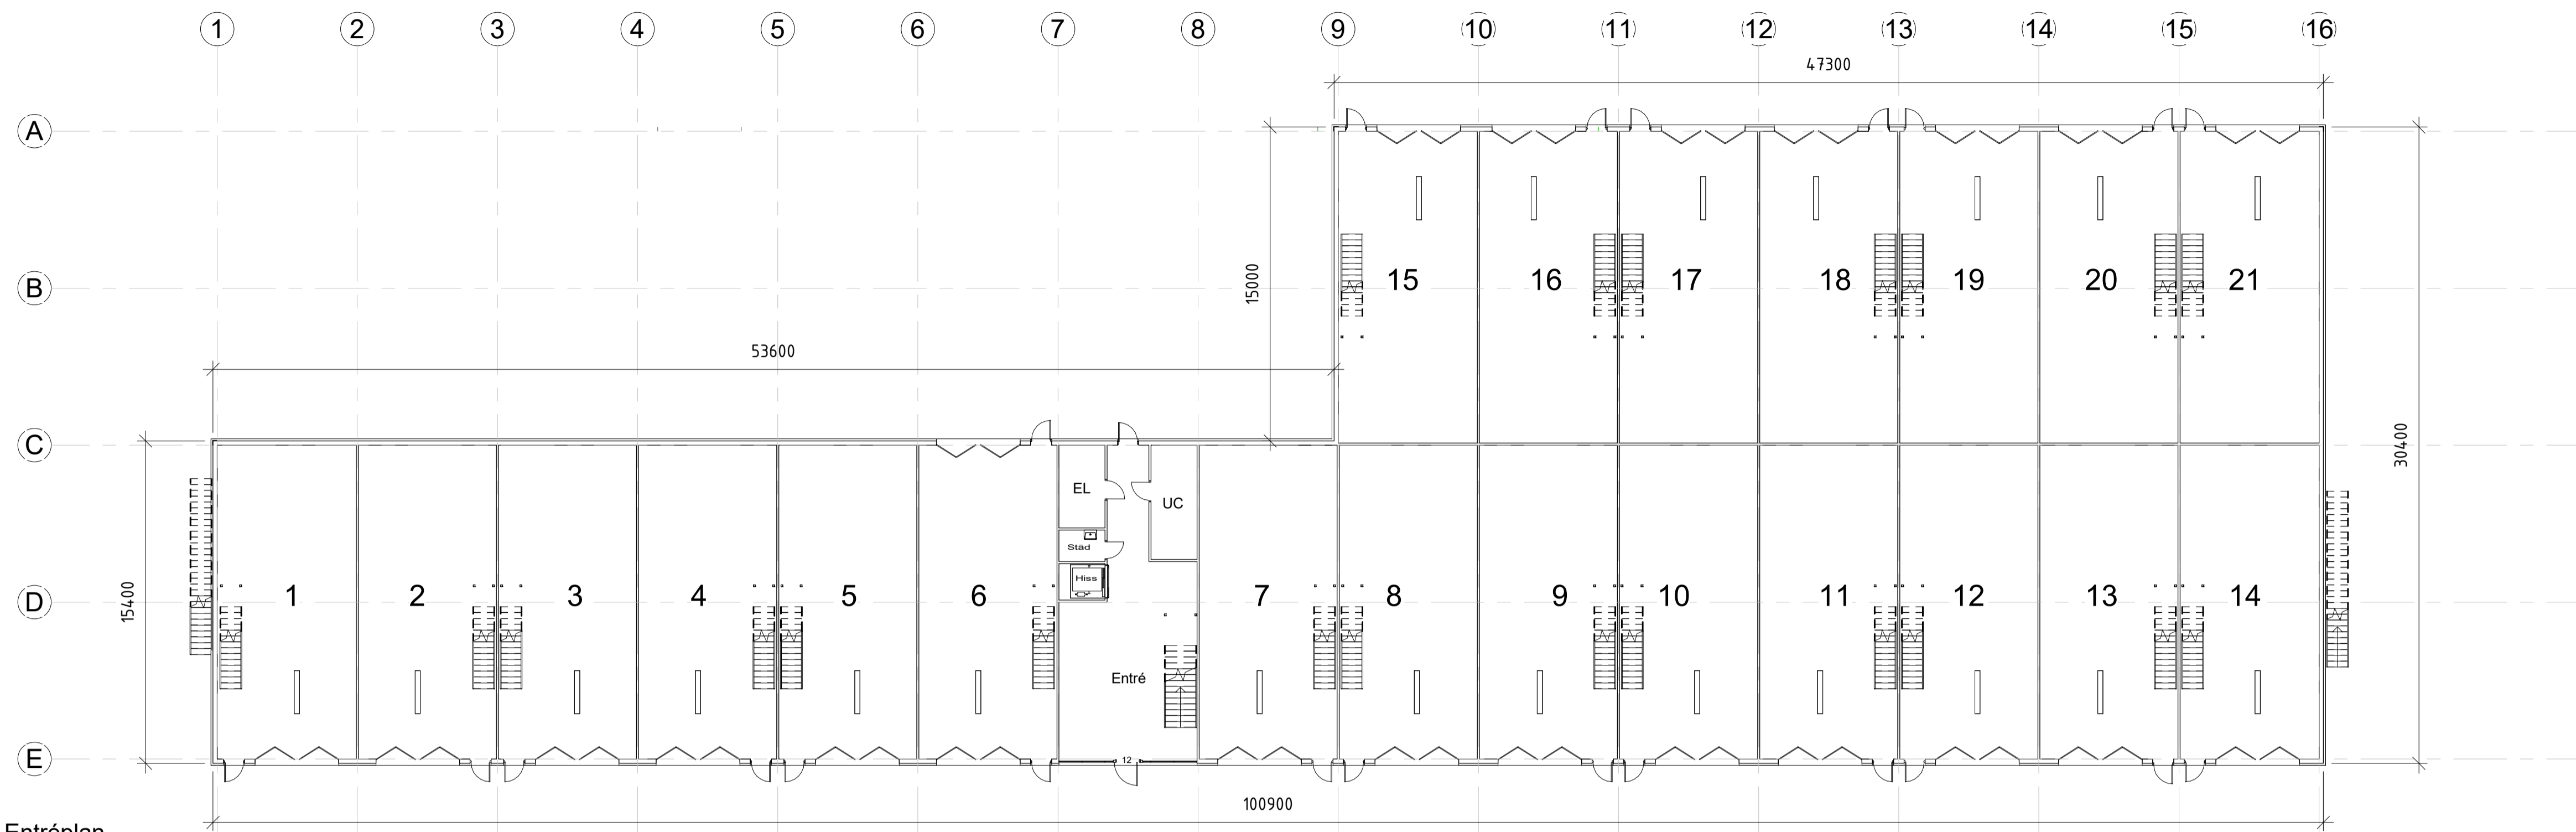 1 2 3 4 5 6 7 8 9 10 11 12 13 14 15 16
47300
A
15000
B
15 16 17 18 19 20 21
53600
C
30400
EL
UC
Städ
Hiss
15400
D
1 2 3 4 5 6 7 8 9 10 11 12 13 14
Entré
E
12
100900
Entréplan